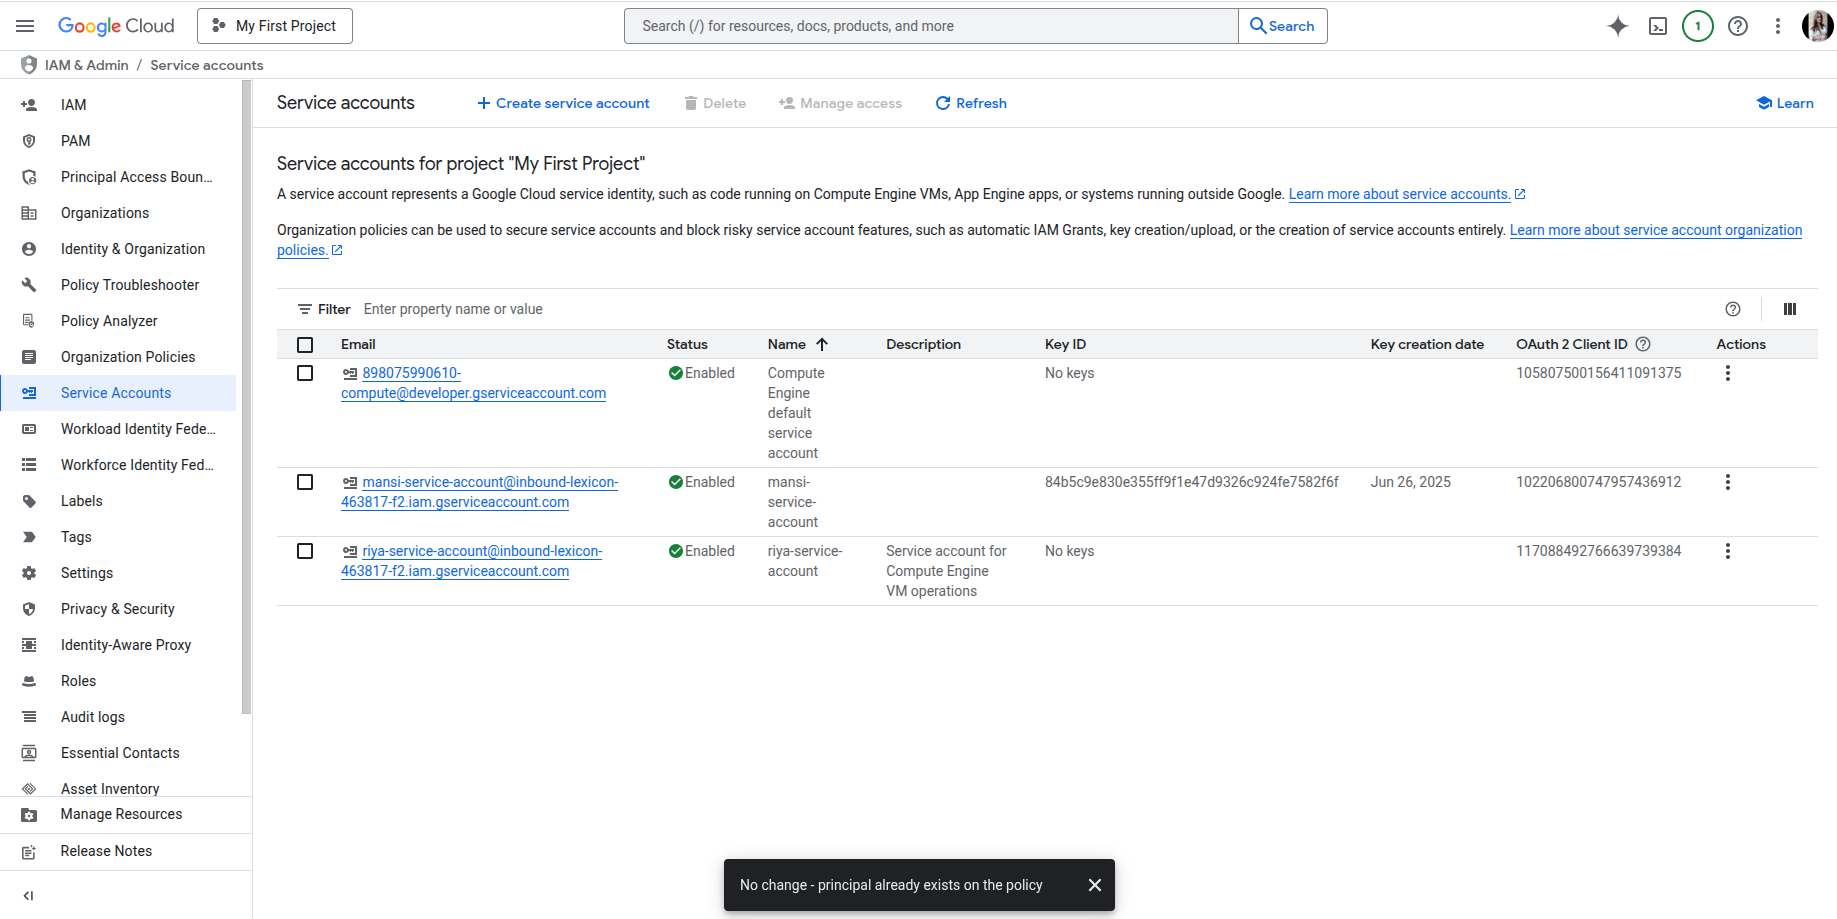 Google Cloud
My First Project
Search (/) for resources, docs, products, and more
Search
1
IAM & Admin / Service accounts
IAM
PAM
Principal Access Boun...
Organizations
Identity & Organization
Policy Troubleshooter
Policy Analyzer
Organization Policies
Service Accounts
Workload Identity Fede...
Workforce Identity Fed...
Labels
Tags
Settings
Privacy & Security
Identity-Aware Proxy
Roles
Audit logs
Essential Contacts
Asset Inventory
Manage Resources
Release Notes
Service accounts
Create service account
Delete
Manage access
Refresh
Learn
Service accounts for project "My First Project"
A service account represents a Google Cloud service identity, such as code running on Compute Engine VMs, App Engine apps, or systems running outside Google. Learn more about service accounts.
Organization policies can be used to secure service accounts and block risky service account features, such as automatic IAM Grants, key creation/upload, or the creation of service accounts entirely. Learn more about service account organization
policies.
Filter Enter property name or value
Email Status Name Description Key ID Key creation date OAuth 2 Client ID Actions
898075990610-
compute@developer.gserviceaccount.com
Enabled
Compute
Engine
default
service
account
No keys
105807500156411091375
mansi-service-account@inbound-lexicon-
463817-f2.iam.gserviceaccount.com
Enabled
mansi-
service-
account
84b5c9e830e355ff9f1e47d9326c924fe7582f6f
Jun 26, 2025
102206800747957436912
riya-service-account@inbound-lexicon-
463817-f2.iam.gserviceaccount.com
Enabled
riya-service-
account
Service account for
Compute Engine
VM operations
No keys
117088492766639739384
No change - principal already exists on the policy